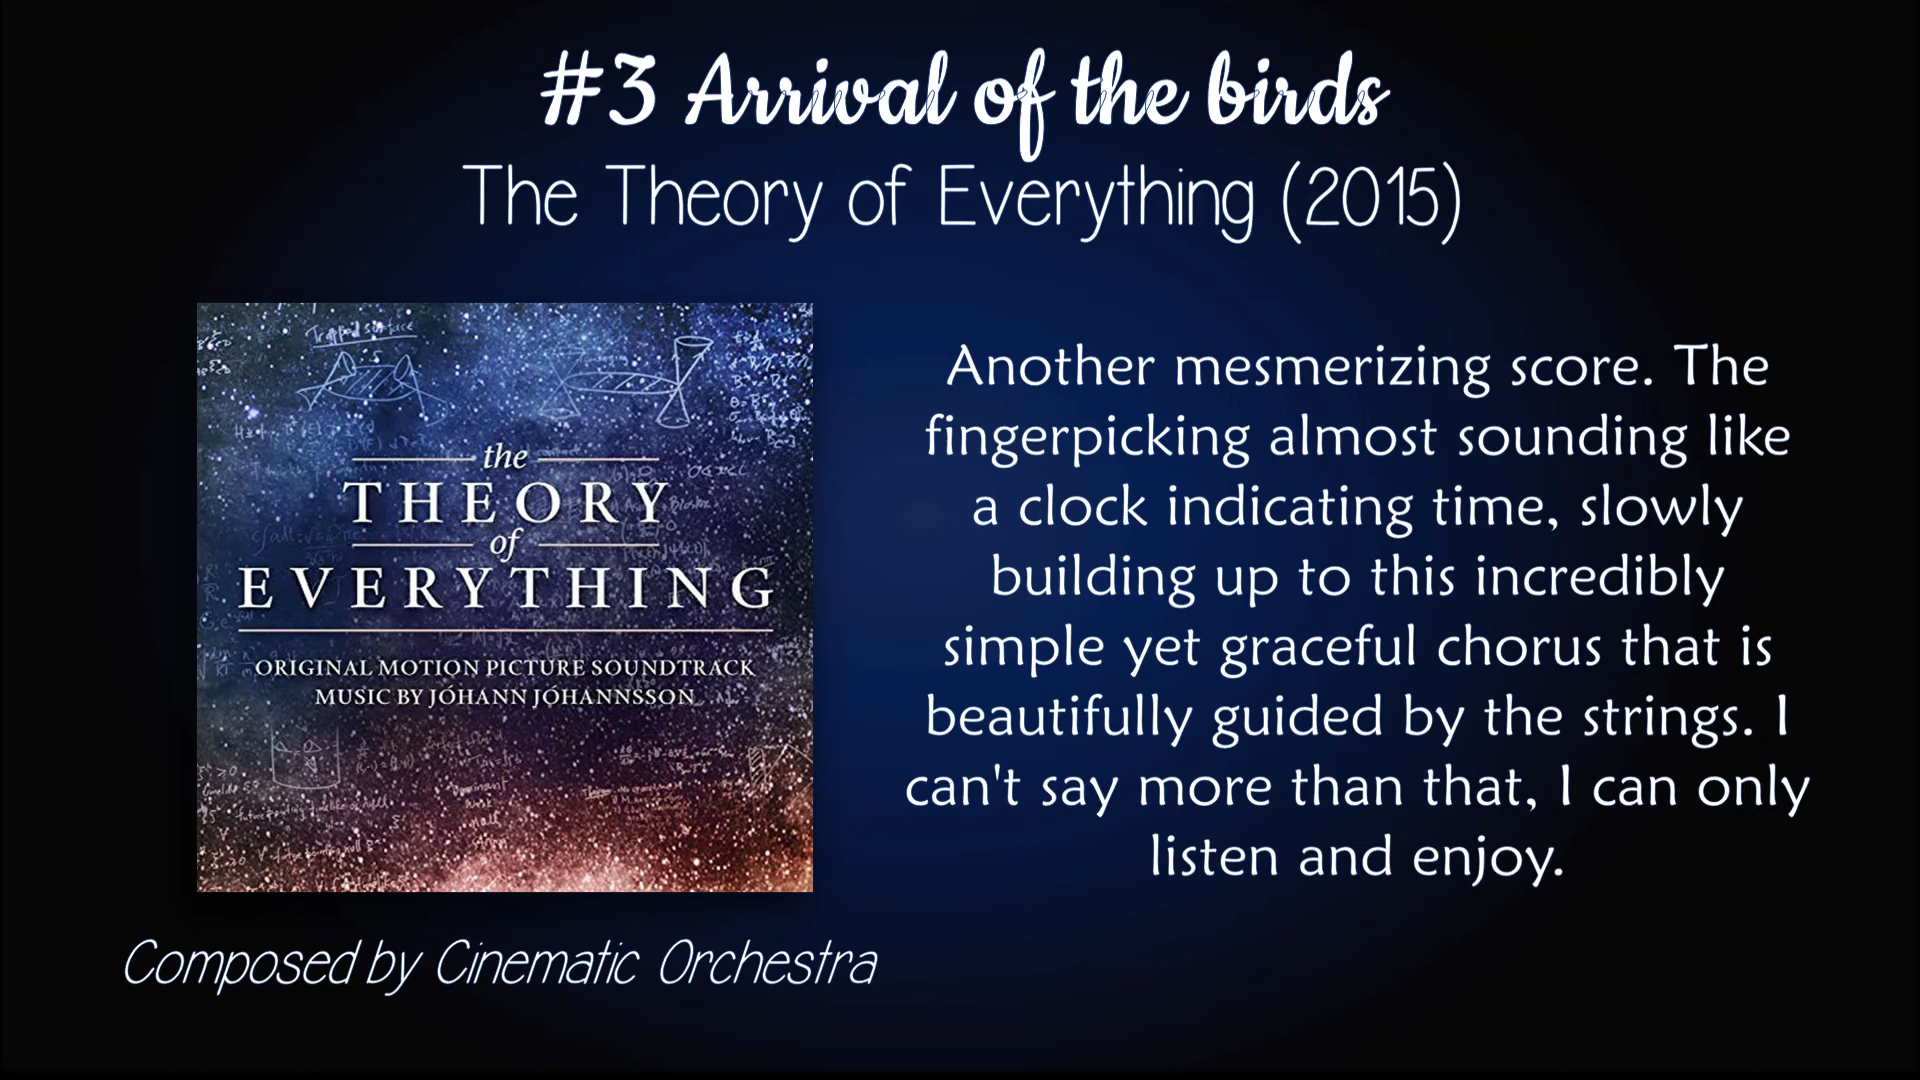 #3 Arrival of the birds
The Theory of Everything (2015)
Trapped surface
the
THEORY
of
EVERYTHING
ORIGINAL MOTION PICTURE SOUNDTRACK
MUSIC BY JÓHANN JÓHANNSSON
Another mesmerizing score. The
fingerpicking almost sounding like
a clock indicating time, slowly
building up to this incredibly
simple yet graceful chorus that is
beautifully guided by the strings. I
can't say more than that, I can only
listen and enjoy.
Composed by Cinematic Orchestra